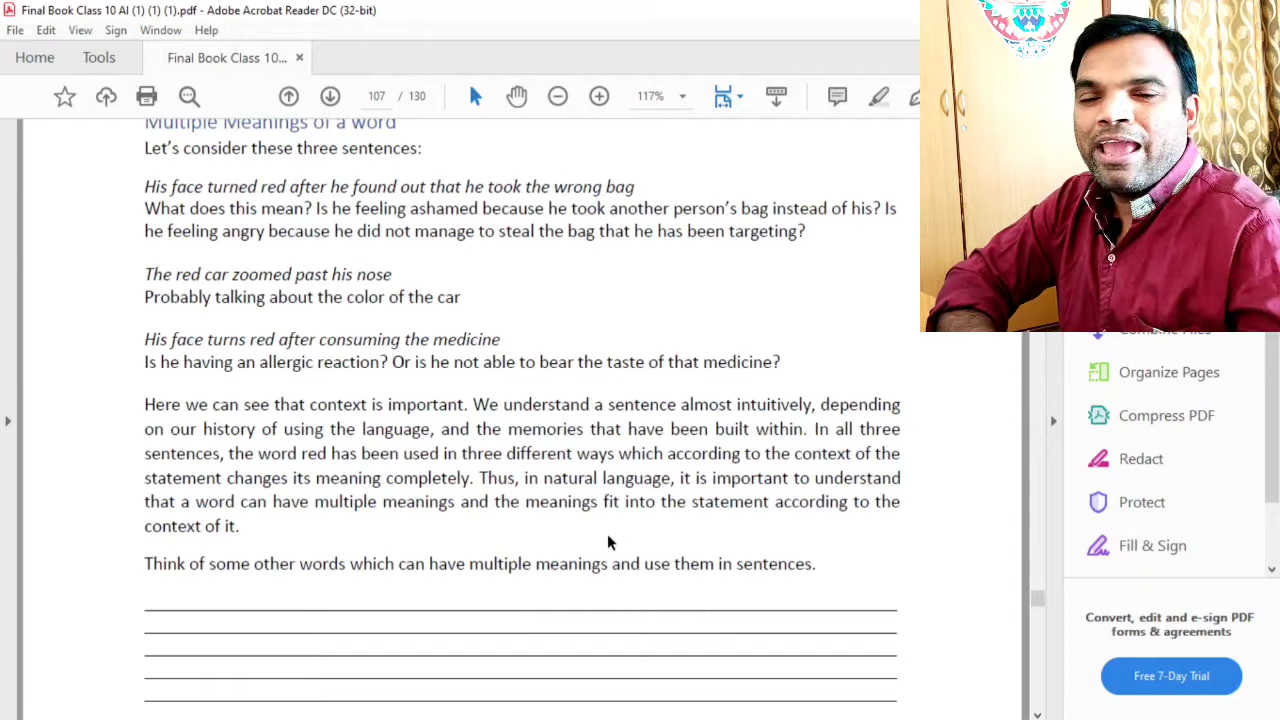 Final Book Class 10 AI (1) (1) (1).pdf - Adobe Acrobat Reader DC (32-bit)
File Edit View Sign Window Help
Home Tools Final Book Class 10... ×
107 / 130 117%
Multiple Meanings of a word
Let's consider these three sentences:
His face turned red after he found out that he took the wrong bag
What does this mean? Is he feeling ashamed because he took another person's bag instead of his? Is
he feeling angry because he did not manage to steal the bag that he has been targeting?
The red car zoomed past his nose
Probably talking about the color of the car
His face turns red after consuming the medicine
Is he having an allergic reaction? Or is he not able to bear the taste of that medicine?
Here we can see that context is important. We understand a sentence almost intuitively, depending
on our history of using the language, and the memories that have been built within. In all three
sentences, the word red has been used in three different ways which according to the context of the
statement changes its meaning completely. Thus, in natural language, it is important to understand
that a word can have multiple meanings and the meanings fit into the statement according to the
context of it.
Think of some other words which can have multiple meanings and use them in sentences.
Combine Files
Organize Pages
Compress PDF
Redact
Protect
Fill & Sign
Convert, edit and e-sign PDF
forms & agreements
Free 7-Day Trial